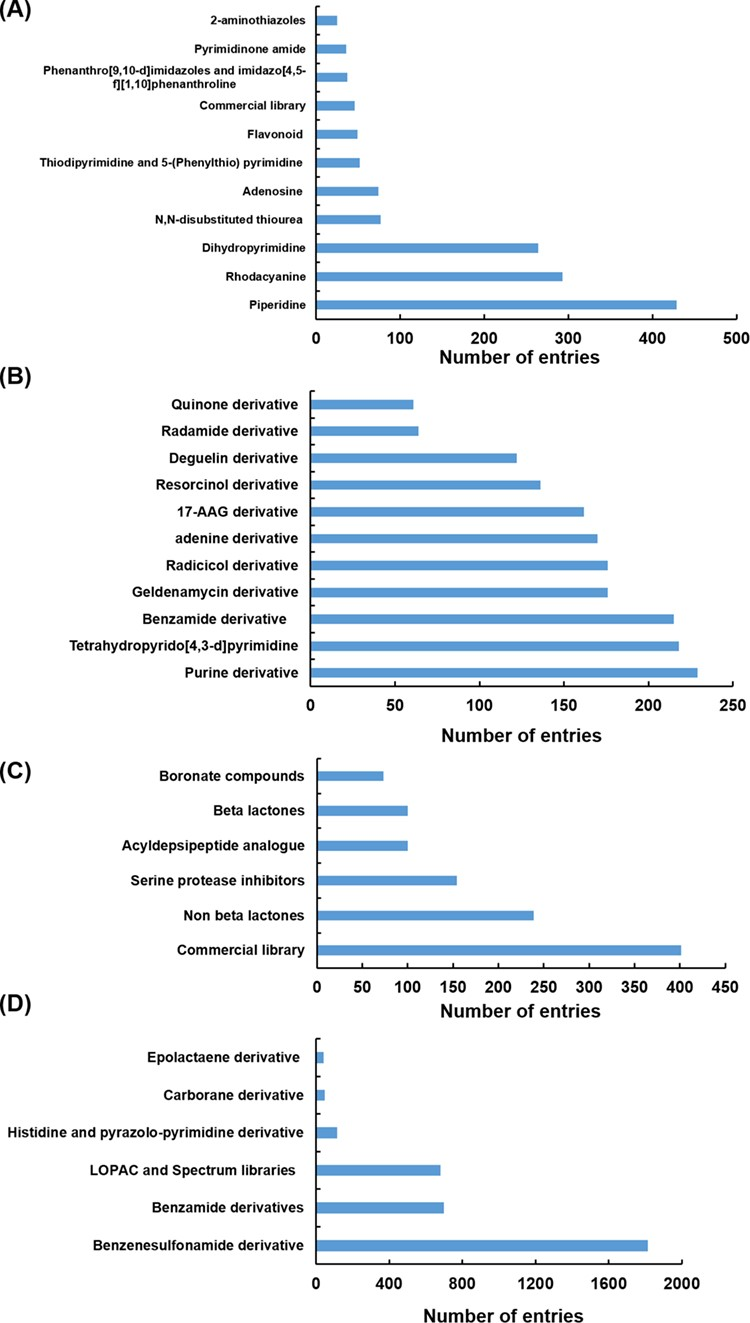 (A)
2-aminothiazoles
Pyrimidinone amide
Phenanthro[9,10-d]imidazoles and imidazo[4,5-
f][1,10]phenanthroline
Commercial library
Flavonoid
Thiodipyrimidine and 5-(Phenylthio) pyrimidine
Adenosine
N,N-disubstituted thiourea
Dihydropyrimidine
Rhodacyanine
Piperidine
0 100 200 300 400 500
Number of entries
(B)
Quinone derivative
Radamide derivative
Deguelin derivative
Resorcinol derivative
17-AAG derivative
adenine derivative
Radicicol derivative
Geldenamycin derivative
Benzamide derivative
Tetrahydropyrido[4,3-d]pyrimidine
Purine derivative
0 50 100 150 200 250
Number of entries
(C)
Boronate compounds
Beta lactones
Acyldepsipeptide analogue
Serine protease inhibitors
Non beta lactones
Commercial library
0 50 100 150 200 250 300 350 400 450
Number of entries
(D)
Epolactaene derivative
Carborane derivative
Histidine and pyrazolo-pyrimidine derivative
LOPAC and Spectrum libraries
Benzamide derivatives
Benzenesulfonamide derivative
0 400 800 1200 1600 2000
Number of entries